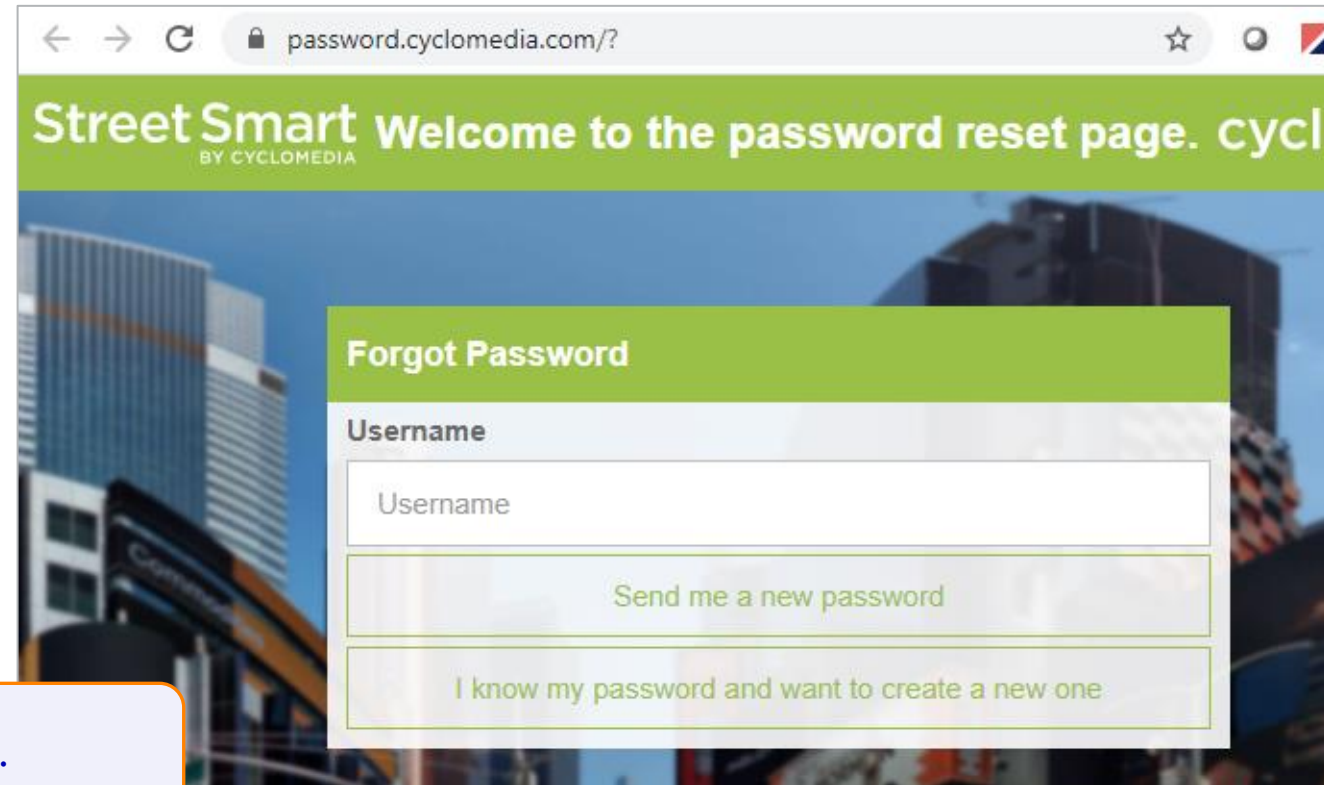 password.cyclomedia.com/?
Street Smart Welcome to the password reset page. cycl
BY CYCLOMEDIA
Forgot Password
Username
Username
Send me a new password
I know my password and want to create a new one
.